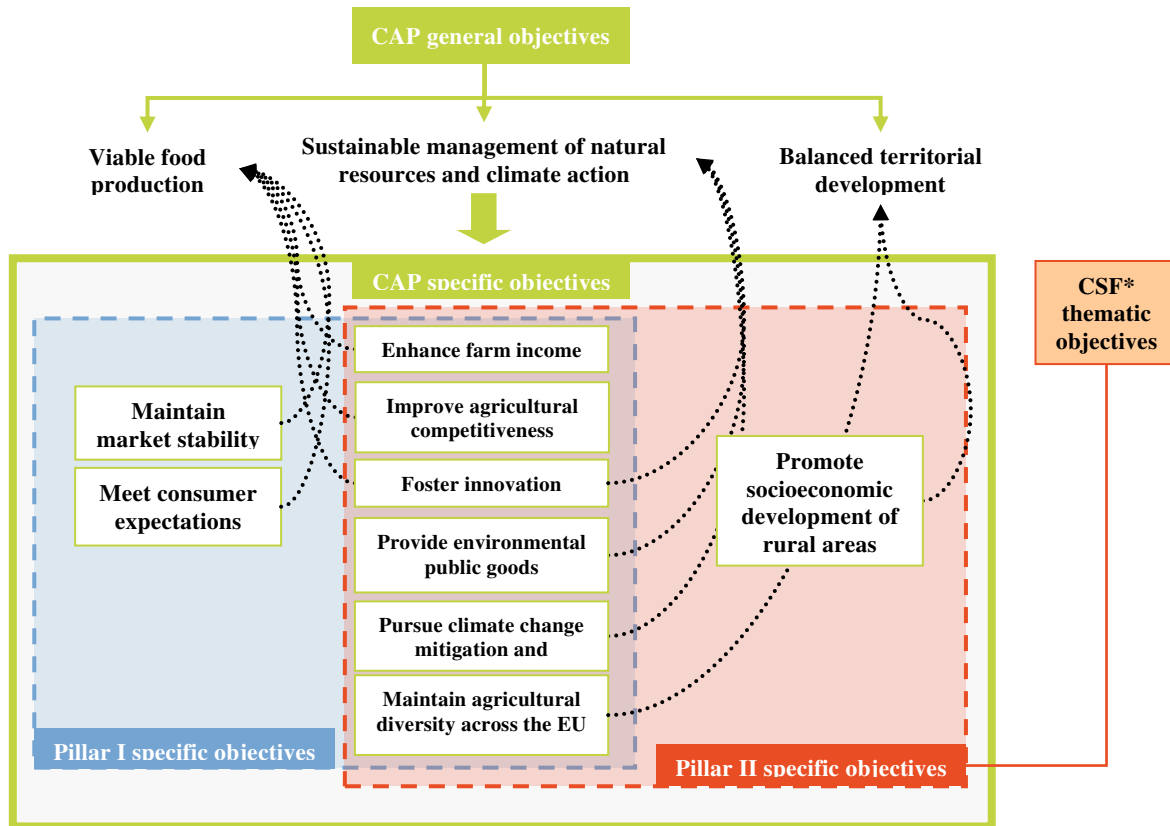 CAP general objectives
Viable food
production
Sustainable management of natural
resources and climate action
Balanced territorial
development
CAP specific objectives
CSF*
thematic
objectives
Enhance farm income
Improve agricultural
competitiveness
Maintain
market stability
Foster innovation
Meet consumer
expectations
Promote
socioeconomic
development of
rural areas
Provide environmental
public goods
Pursue climate change
mitigation and
Maintain agricultural
diversity across the EU
Pillar I specific objectives
Pillar II specific objectives